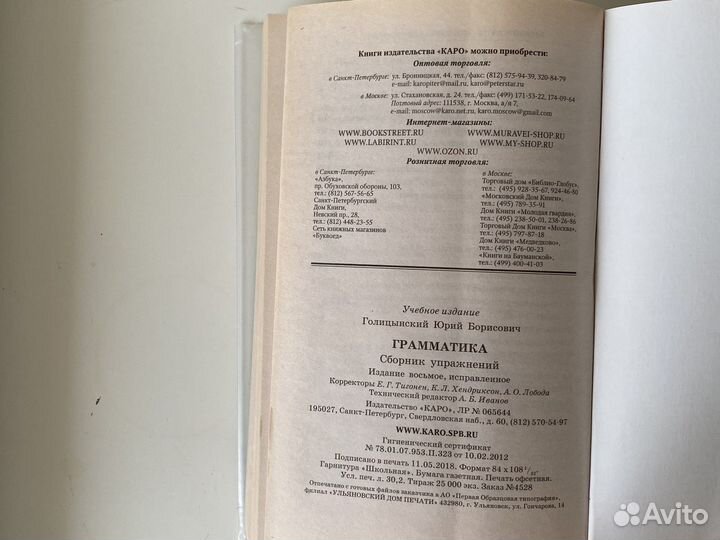 Книги издательства «КАРО» можно приобрести:
Оптовая торговля:
в Санкт-Петербурге: ул. Бронницкая, 44. тел./факс: (812) 575-94-39, 320-84-79
e-mail: karopiter@mail.ru, karo@peterstar.ru
в Москве: ул. Стахановская, д. 24. тел./факс: (499) 171-53-22, 174-09-64
Почтовый адрес: 111538, г. Москва, а/я 7,
e-mail: moscow@karo.net.ru, karo.moscow@gmail.com
Интернет-магазины:
WWW.BOOKSTREET.RU WWW.MURAVEI-SHOP.RU
WWW.LABIRINT.RU WWW.MY-SHOP.RU
WWW.OZON.RU
Розничная торговля:
в Санкт-Петербурге:
«Азбука»,
пр. Обуховской обороны, 103,
тел.: (812) 567-56-65
Санкт-Петербургский
Дом Книги,
Невский пр., 28,
тел.: (812) 448-23-55
Сеть книжных магазинов
«Буквоед»
в Москве:
Торговый дом «Библио-Глобус»,
тел.: (495) 928-35-67, 924-46-80
«Московский Дом Книги»,
тел.: (495) 789-35-91
Дом Книги «Молодая гвардия»,
тел.: (495) 238-50-01, 238-26-86
Торговый Дом Книги «Москва»,
тел.: (495) 797-87-18
Дом Книги «Медведково»,
тел.: (495) 476-00-23
«Книги на Бауманской»,
тел.: (499) 400-41-03
Учебное издание
Голицынский Юрий Борисович
ГРАММАТИКА
Сборник упражнений
Издание восьмое, исправленное
Корректоры Е. Г. Тигонен, К. Л. Хендриксон, А. О. Лобода
Технический редактор А. Б. Иванов
Издательство «КАРО», ЛР № 065644
195027, Санкт-Петербург, Свердловская наб., д. 60, (812) 570-54-97
WWW.KARO.SPB.RU
Гигиенический сертификат
№ 78.01.07.953.П.323 от 10.02.2012
Подписано в печать 11.05.2018. Формат 84 х 108 1/32.
Гарнитура «Школьная». Бумага газетная. Печать офсетная.
Усл. печ. л. 30,2. Тираж 25 000 экз. Заказ №4528
Отпечатано с готовых файлов заказчика в АО «Первая Образцовая типография»,
филиал «УЛЬЯНОВСКИЙ ДОМ ПЕЧАТИ» 432980, г. Ульяновск, ул. Гончарова, 14
Avito